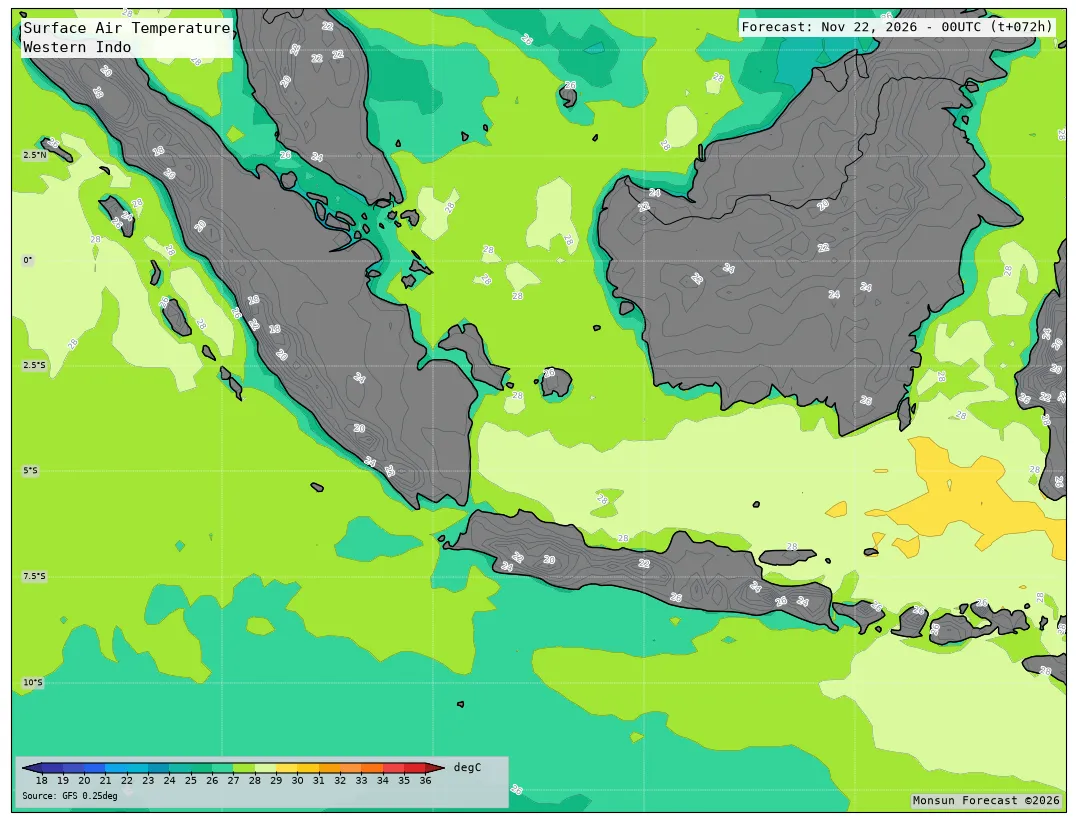 Surface Air Temperature
Western Indo
Forecast: Nov 22, 2026 - 00UTC (t+072h)
2.5°N
0°
2.5°S
5°S
7.5°S
10°S
degC
18 19 20 21 22 23 24 25 26 27 28 29 30 31 32 33 34 35 36
Source: GFS 0.25deg
Monsun Forecast ©2026